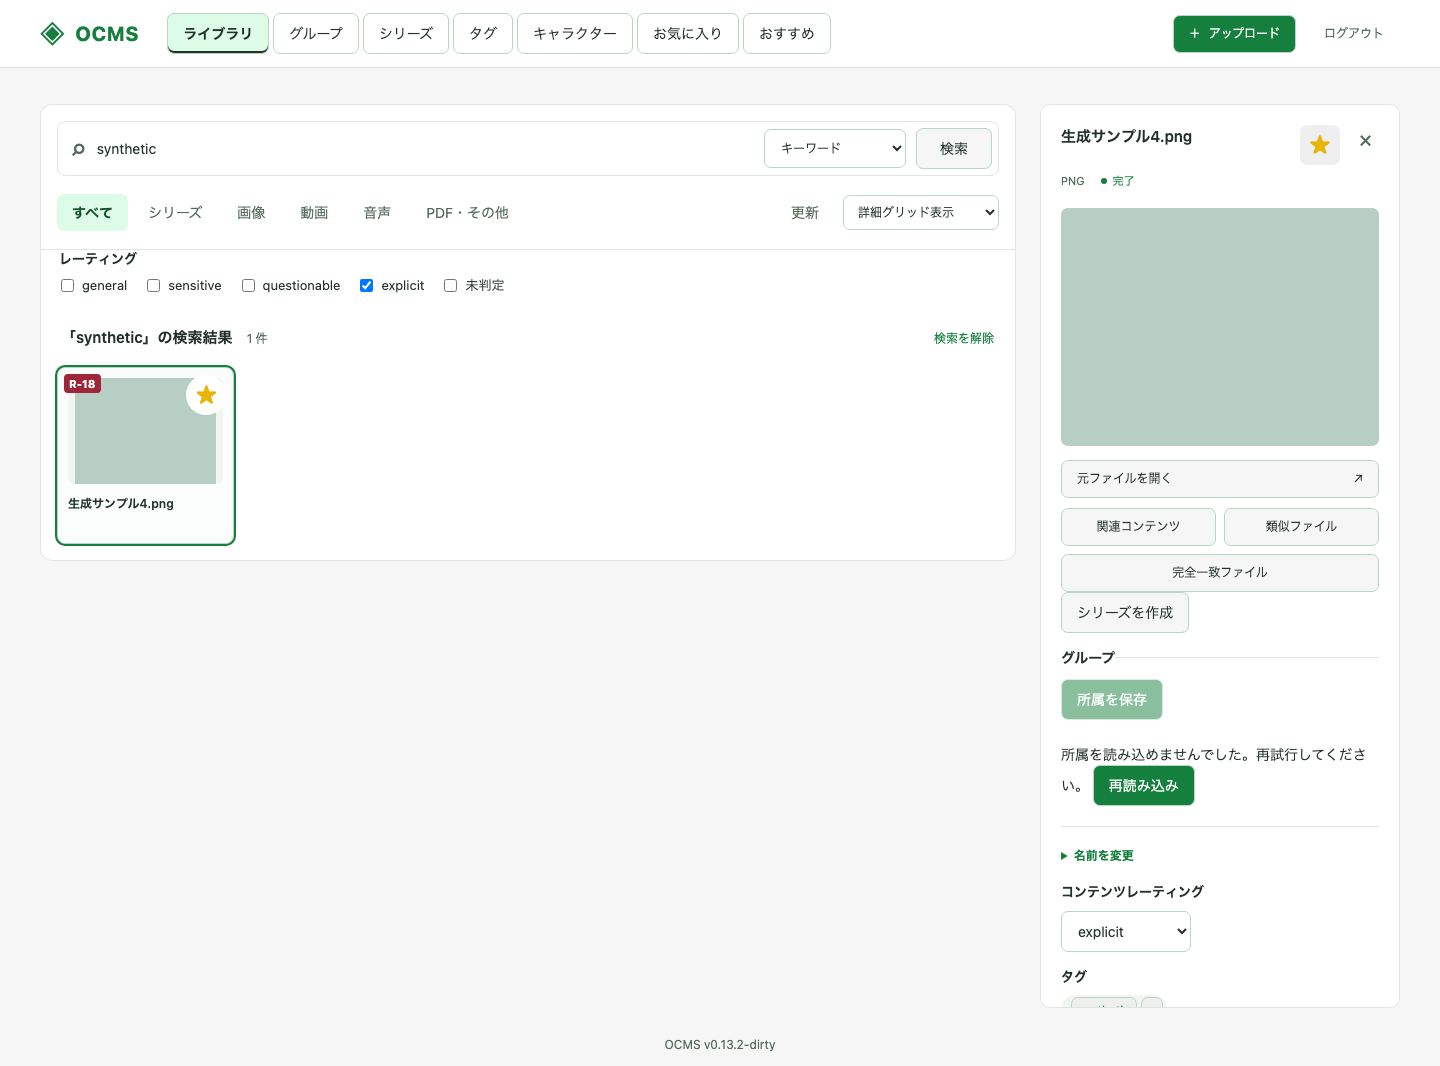 OCMS
ライブラリ
グループ
シリーズ
タグ
キャラクター
お気に入り
おすすめ
+ アップロード
ログアウト
synthetic
キーワード
検索
すべて
シリーズ
画像
動画
音声
PDF・その他
更新
詳細グリッド表示
レーティング
general
sensitive
questionable
explicit
未判定
「synthetic」の検索結果 1 件
検索を解除
R-18
生成サンプル4.png
生成サンプル4.png
PNG
完了
元ファイルを開く
関連コンテンツ
類似ファイル
完全一致ファイル
シリーズを作成
グループ
所属を保存
所属を読み込めませんでした。再試行してくださ
い。 再読み込み
名前を変更
コンテンツレーティング
explicit
タグ
OCMS v0.13.2-dirty